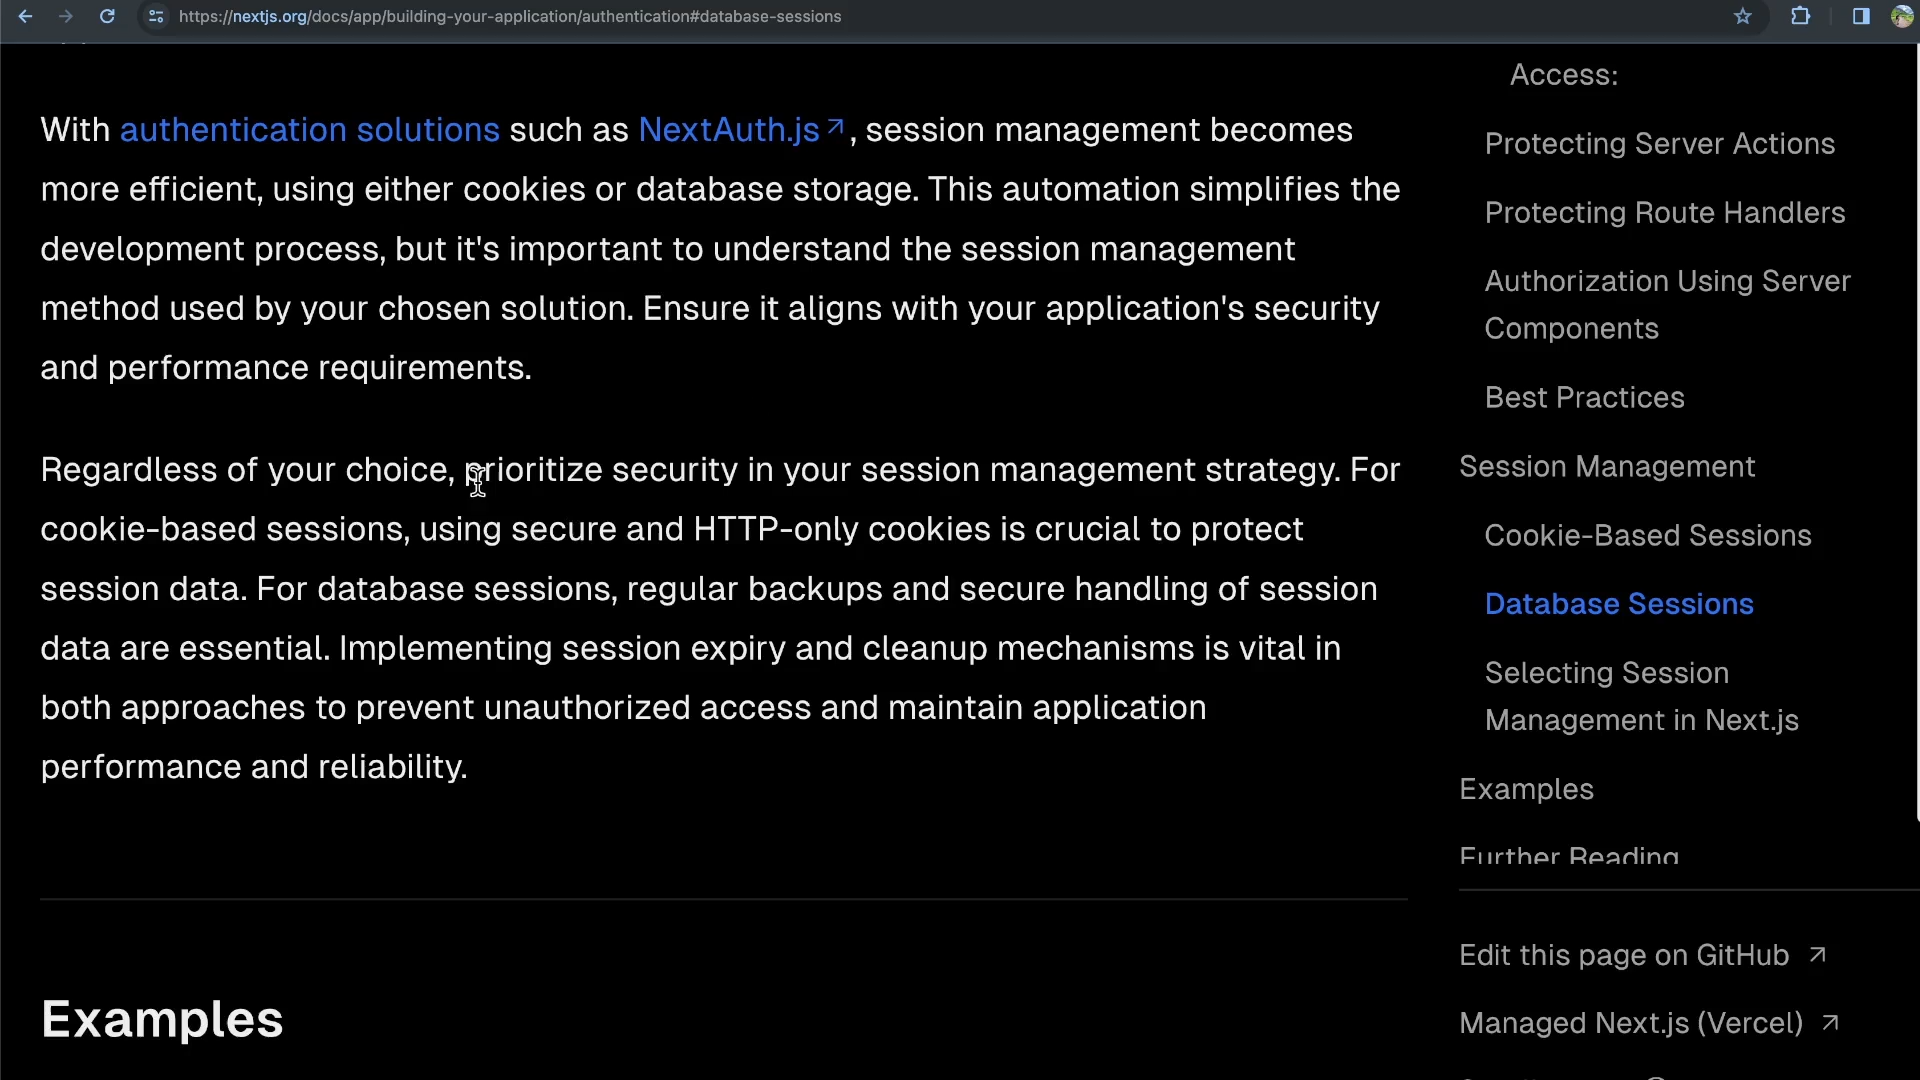 https://nextjs.org/docs/app/building-your-application/authentication#database-sessions
With authentication solutions such as NextAuth.js ↗, session management becomes
more efficient, using either cookies or database storage. This automation simplifies the
development process, but it's important to understand the session management
method used by your chosen solution. Ensure it aligns with your application's security
and performance requirements.
Regardless of your choice, prioritize security in your session management strategy. For
cookie-based sessions, using secure and HTTP-only cookies is crucial to protect
session data. For database sessions, regular backups and secure handling of session
data are essential. Implementing session expiry and cleanup mechanisms is vital in
both approaches to prevent unauthorized access and maintain application
performance and reliability.
Examples
Access:
Protecting Server Actions
Protecting Route Handlers
Authorization Using Server
Components
Best Practices
Session Management
Cookie-Based Sessions
Database Sessions
Selecting Session
Management in Next.js
Examples
Further Reading
Edit this page on GitHub ↗
Managed Next.js (Vercel) ↗